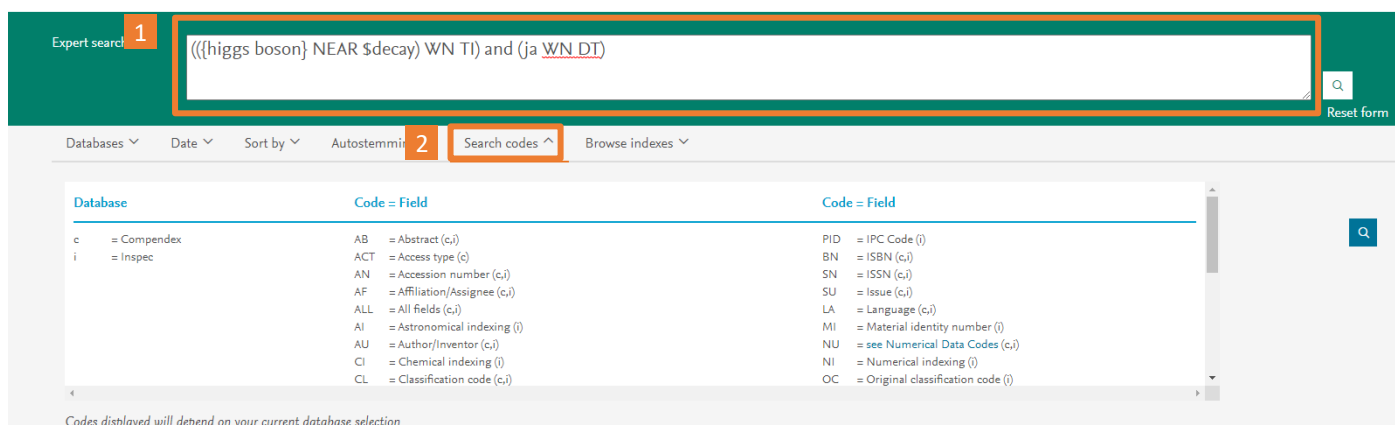 1
Expert search
(({higgs boson} NEAR $decay) WN TI) and (ja WN DT)
Reset form
Databases Date Sort by Autostemmin 2 Search codes Browse indexes
Database Code = Field Code = Field
c = Compendex AB = Abstract (c,i) PID = IPC Code (i)
i = Inspec ACT = Access type (c) BN = ISBN (c,i)
AN = Accession number (c,i) SN = ISSN (c,i)
AF = Affiliation/Assignee (c,i) SU = Issue (c,i)
ALL = All fields (c,i) LA = Language (c,i)
AI = Astronomical indexing (i) MI = Material identity number (i)
AU = Author/Inventor (c,i) NU = see Numerical Data Codes (c,i)
CI = Chemical indexing (i) NI = Numerical indexing (i)
CL = Classification code (c,i) OC = Original classification code (i)
Codes displayed will depend on your current database selection